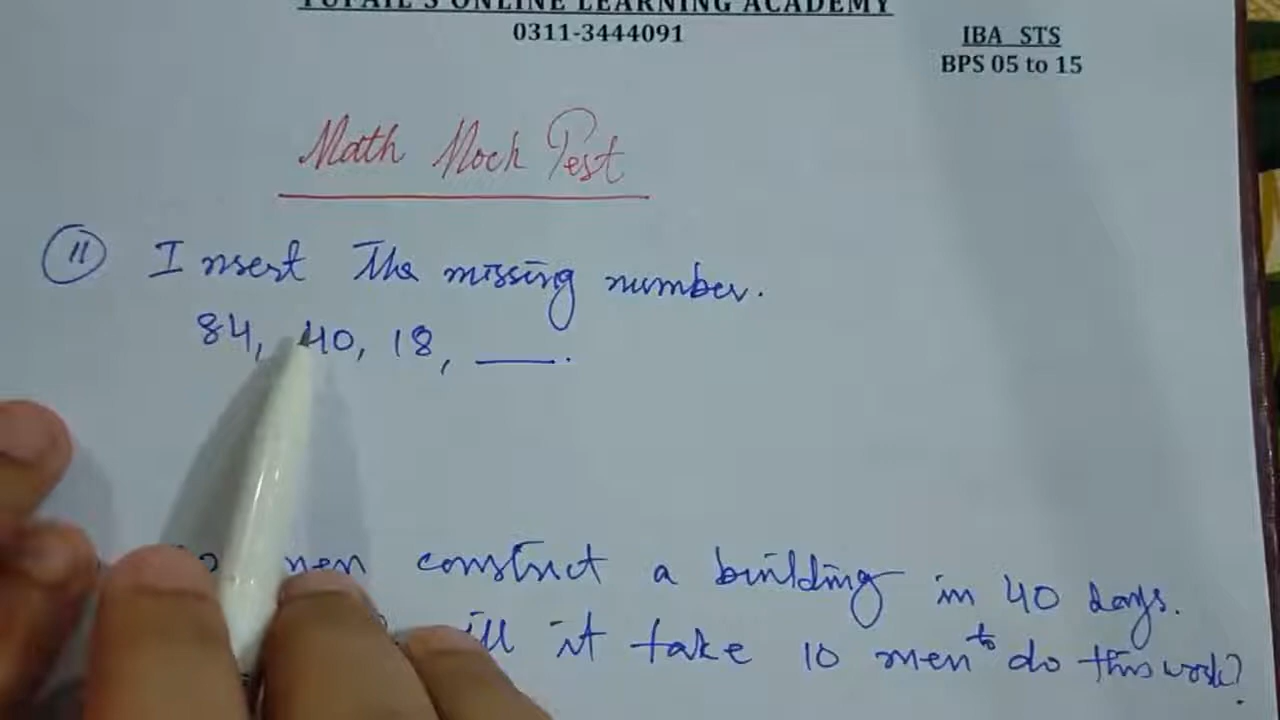 TUFAIL'S ONLINE LEARNING ACADEMY
0311-3444091
IBA STS
BPS 05 to 15
Math Mock Test
11 Insert The missing number.
84, 40, 18, ___.
men construct a building in 40 days.
it take 10 men to do this work?